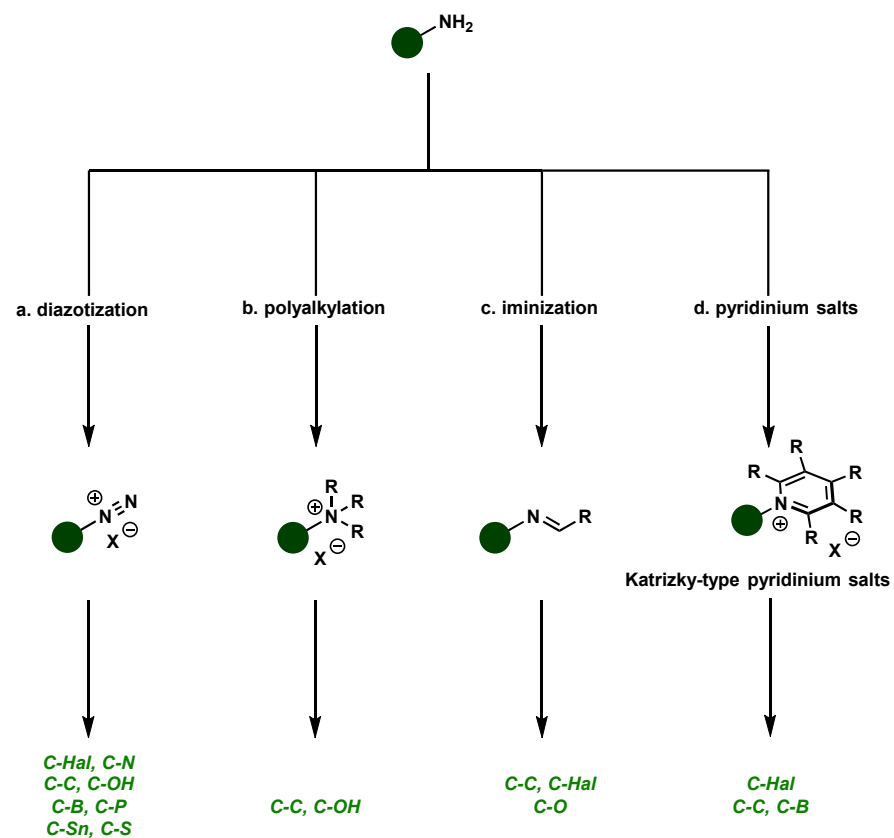 NH2
a. diazotization
b. polyalkylation
c. iminization
d. pyridinium salts
⊕ N N
X ⊖
R
⊕ N R
R
X ⊖
N R
R
R R
N ⊕ R
R X ⊖
Katrizky-type pyridinium salts
C-Hal, C-N
C-C, C-OH
C-B, C-P
C-Sn, C-S
C-C, C-OH
C-C, C-Hal
C-O
C-Hal
C-C, C-B